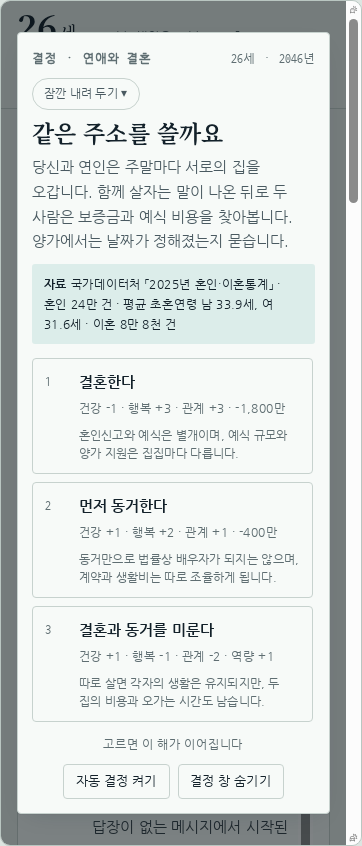 26세
결정 · 연애와 결혼
26세 · 2046년
잠깐 내려 두기 ▾
같은 주소를 쓸까요
당신과 연인은 주말마다 서로의 집을
오갑니다. 함께 살자는 말이 나온 뒤로 두
사람은 보증금과 예식 비용을 찾아봅니다.
양가에서는 날짜가 정해졌는지 묻습니다.
자료 국가데이터처 「2025년 혼인·이혼통계」 ·
혼인 24만 건 · 평균 초혼연령 남 33.9세, 여
31.6세 · 이혼 8만 8천 건
1
결혼한다
건강 -1 · 행복 +3 · 관계 +3 · -1,800만
혼인신고와 예식은 별개이며, 예식 규모와
양가 지원은 집집마다 다릅니다.
2
먼저 동거한다
건강 +1 · 행복 +2 · 관계 +1 · -400만
동거만으로 법률상 배우자가 되지는 않으며,
계약과 생활비는 따로 조율하게 됩니다.
3
결혼과 동거를 미룬다
건강 +1 · 행복 -1 · 관계 -2 · 역량 +1
따로 살면 각자의 생활은 유지되지만, 두
집의 비용과 오가는 시간도 남습니다.
고르면 이 해가 이어집니다
자동 결정 켜기
결정 창 숨기기
답장이 없는 메시지에서 시작된